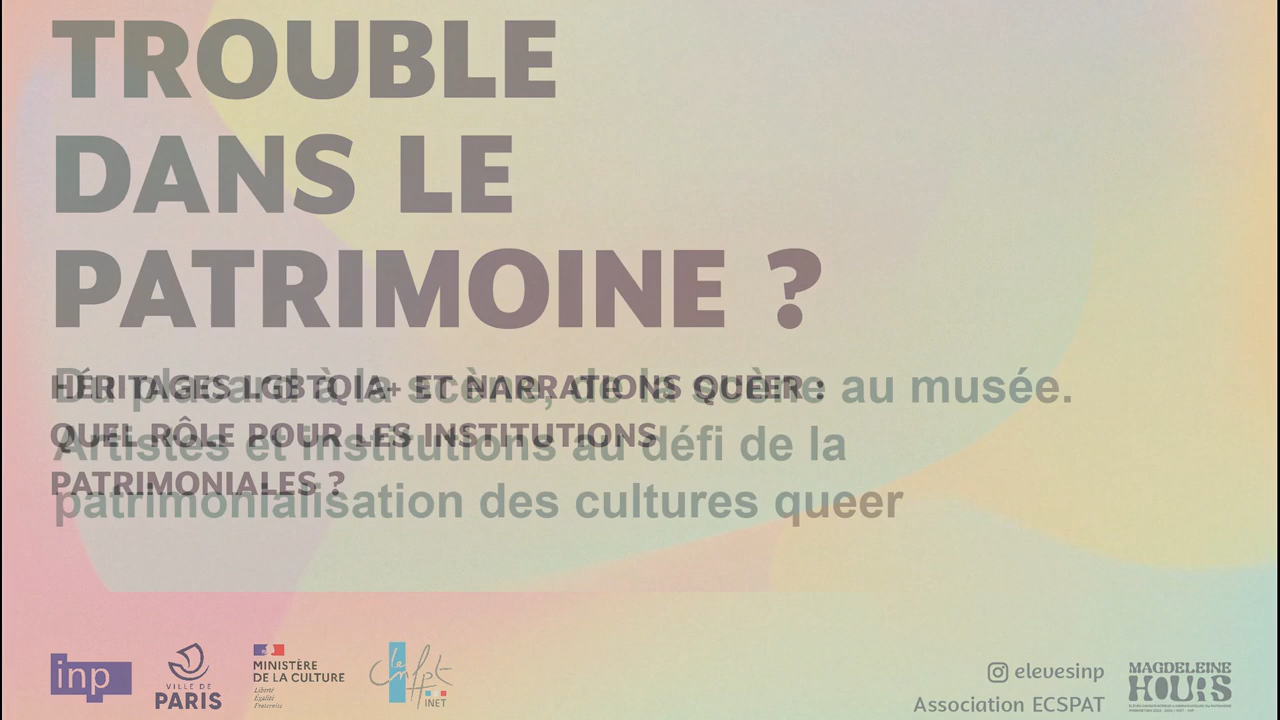 TROUBLE
DANS LE
PATRIMOINE ?
HÉRITAGES LGBTQIA+ ET NARRATIONS QUEER :
QUEL RÔLE POUR LES INSTITUTIONS
PATRIMONIALES ?
Du placard à la scène, de la scène au musée.
Artistes et institutions au défi de la
patrimonialisation des cultures queer
inp
VILLE DE
PARIS
MINISTÈRE
DE LA CULTURE
Liberté
Égalité
Fraternité
le
cnfpt
INET
elevesinp
Association ECSPAT
MAGDELEINE
HOURS